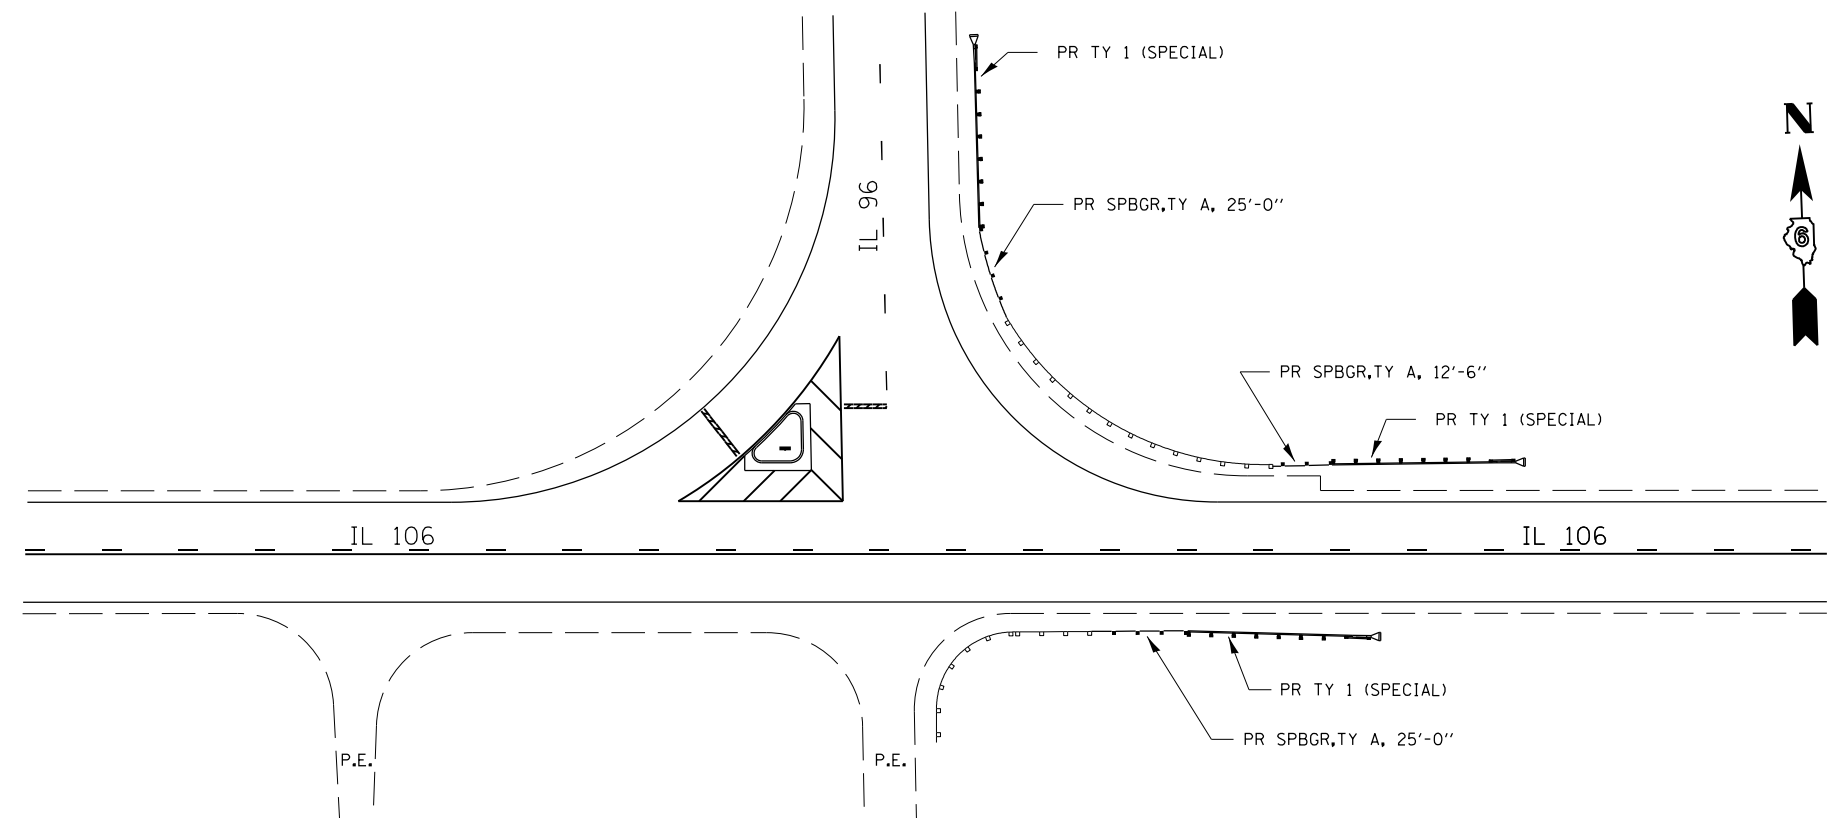 PR TY 1 (SPECIAL)
N
IL 96
PR SPBGR,TY A, 25'-0"
6
PR SPBGR,TY A, 12'-6"
PR TY 1 (SPECIAL)
IL 106
IL 106
PR TY 1 (SPECIAL)
PR SPBGR,TY A, 25'-0"
P.E.
P.E.